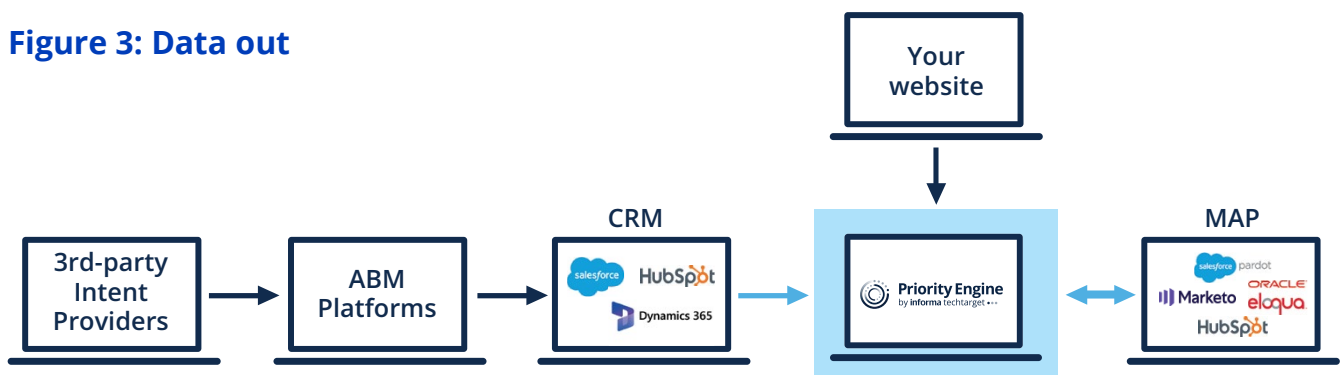 Figure 3: Data out
Your
website
3rd-party
Intent
Providers
ABM
Platforms
CRM
salesforce
HubSpot
Dynamics 365
Priority Engine
by informa techtarget
MAP
salesforce pardot
Marketo
ORACLE
eloqua
HubSpot